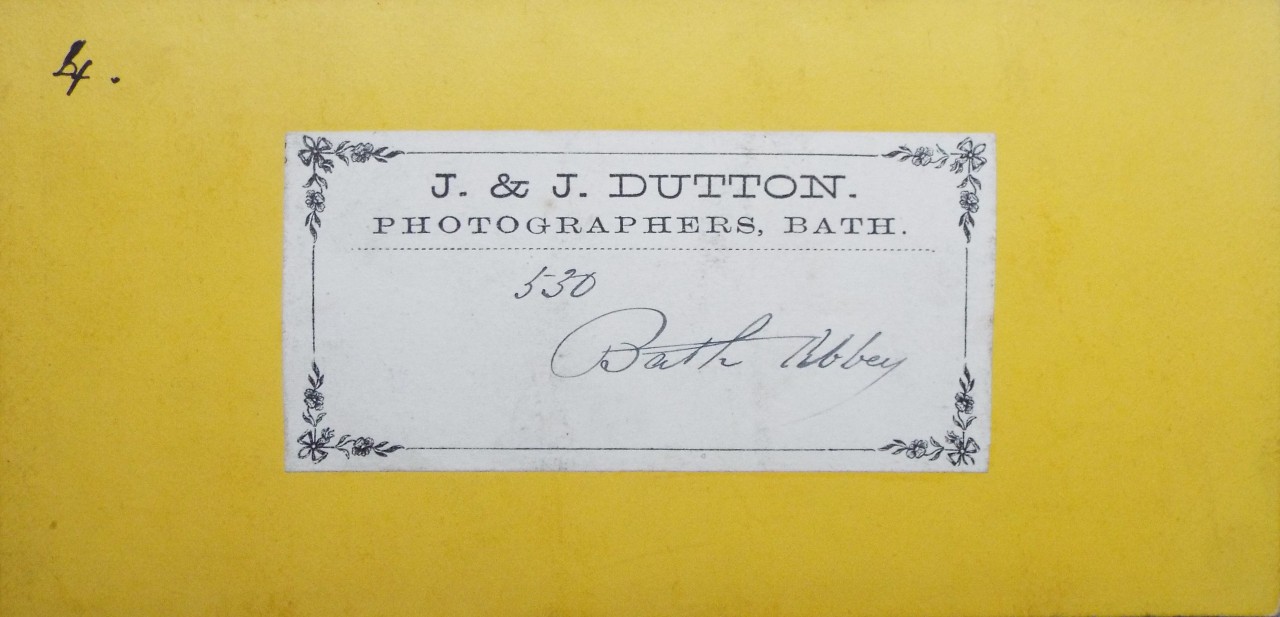 4.
J. & J. DUTTON.
PHOTOGRAPHERS, BATH.
530
Bath Abbey